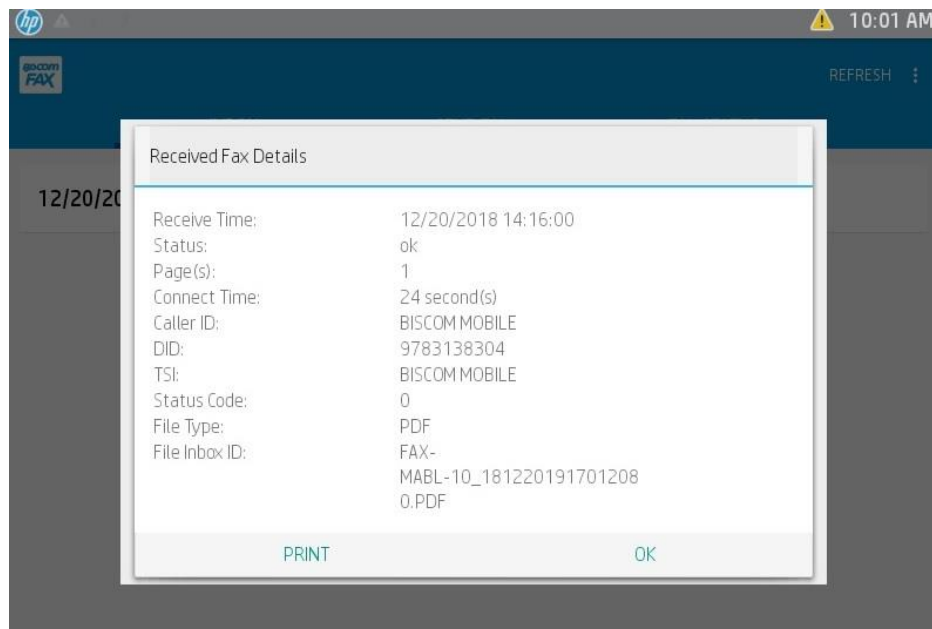 hp
10:01 AM
FAX
REFRESH
12/20/20
Received Fax Details
Receive Time: 12/20/2018 14:16:00
Status: ok
Page(s): 1
Connect Time: 24 second(s)
Caller ID: BISCOM MOBILE
DID: 9783138304
TSI: BISCOM MOBILE
Status Code: 0
File Type: PDF
File Inbox ID: FAX-
MABL-10_181220191701208
0.PDF
PRINT OK